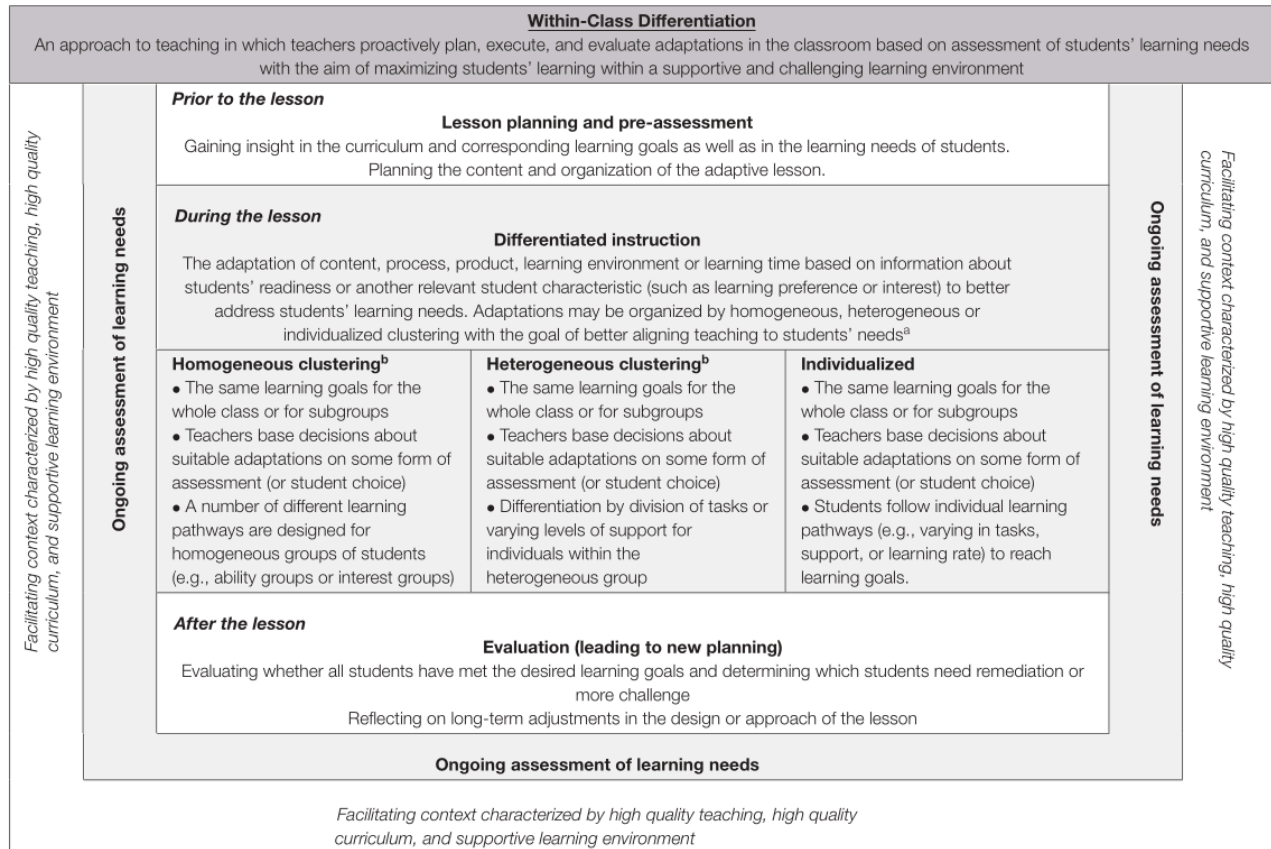 Within-Class Differentiation
An approach to teaching in which teachers proactively plan, execute, and evaluate adaptations in the classroom based on assessment of students' learning needs
with the aim of maximizing students' learning within a supportive and challenging learning environment
Facilitating context characterized by high quality teaching, high quality
curriculum, and supportive learning environment
Ongoing assessment of learning needs
Prior to the lesson
Lesson planning and pre-assessment
Gaining insight in the curriculum and corresponding learning goals as well as in the learning needs of students.
Planning the content and organization of the adaptive lesson.
During the lesson
Differentiated instruction
The adaptation of content, process, product, learning environment or learning time based on information about
students' readiness or another relevant student characteristic (such as learning preference or interest) to better
address students' learning needs. Adaptations may be organized by homogeneous, heterogeneous or
individualized clustering with the goal of better aligning teaching to students' needsᵃ
Homogeneous clusteringᵇ
● The same learning goals for the
whole class or for subgroups
● Teachers base decisions about
suitable adaptations on some form of
assessment (or student choice)
● A number of different learning
pathways are designed for
homogeneous groups of students
(e.g., ability groups or interest groups)
Heterogeneous clusteringᵇ
● The same learning goals for the
whole class or for subgroups
● Teachers base decisions about
suitable adaptations on some form of
assessment (or student choice)
● Differentiation by division of tasks or
varying levels of support for
individuals within the
heterogeneous group
Individualized
● The same learning goals for the
whole class or for subgroups
● Teachers base decisions about
suitable adaptations on some form of
assessment (or student choice)
● Students follow individual learning
pathways (e.g., varying in tasks,
support, or learning rate) to reach
learning goals.
After the lesson
Evaluation (leading to new planning)
Evaluating whether all students have met the desired learning goals and determining which students need remediation or
more challenge
Reflecting on long-term adjustments in the design or approach of the lesson
Ongoing assessment of learning needs
Facilitating context characterized by high quality teaching, high quality
curriculum, and supportive learning environment
Ongoing assessment of learning needs
Facilitating context characterized by high quality teaching, high quality
curriculum, and supportive learning environment